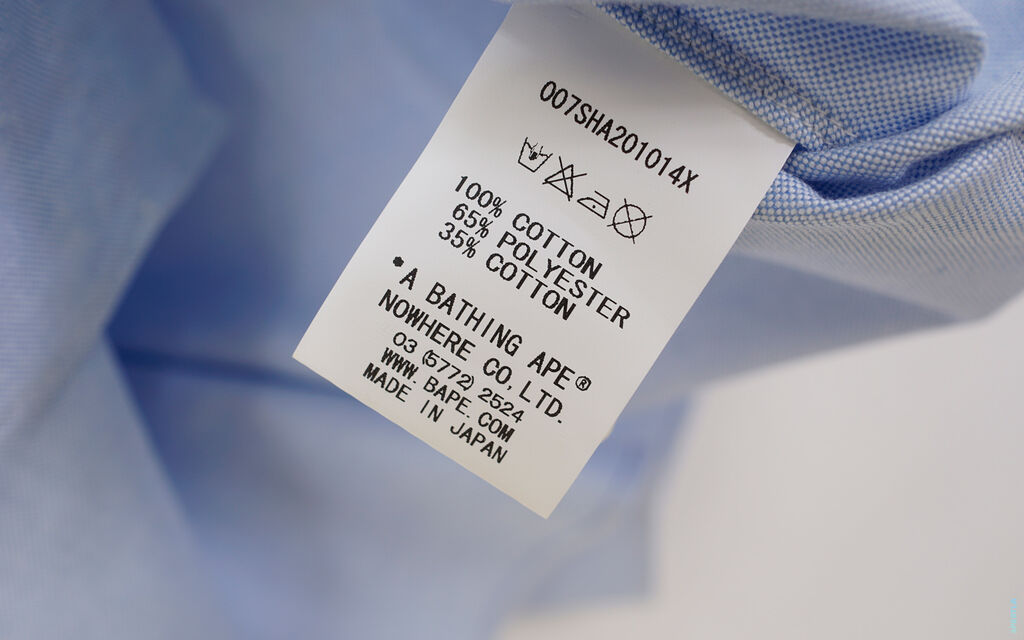 007SHA201014X
100% COTTON
65% POLYESTER
35% COTTON
*A BATHING APE®
NOWHERE CO,LTD.
03 (5772) 2524
WWW.BAPE.COM
MADE IN JAPAN